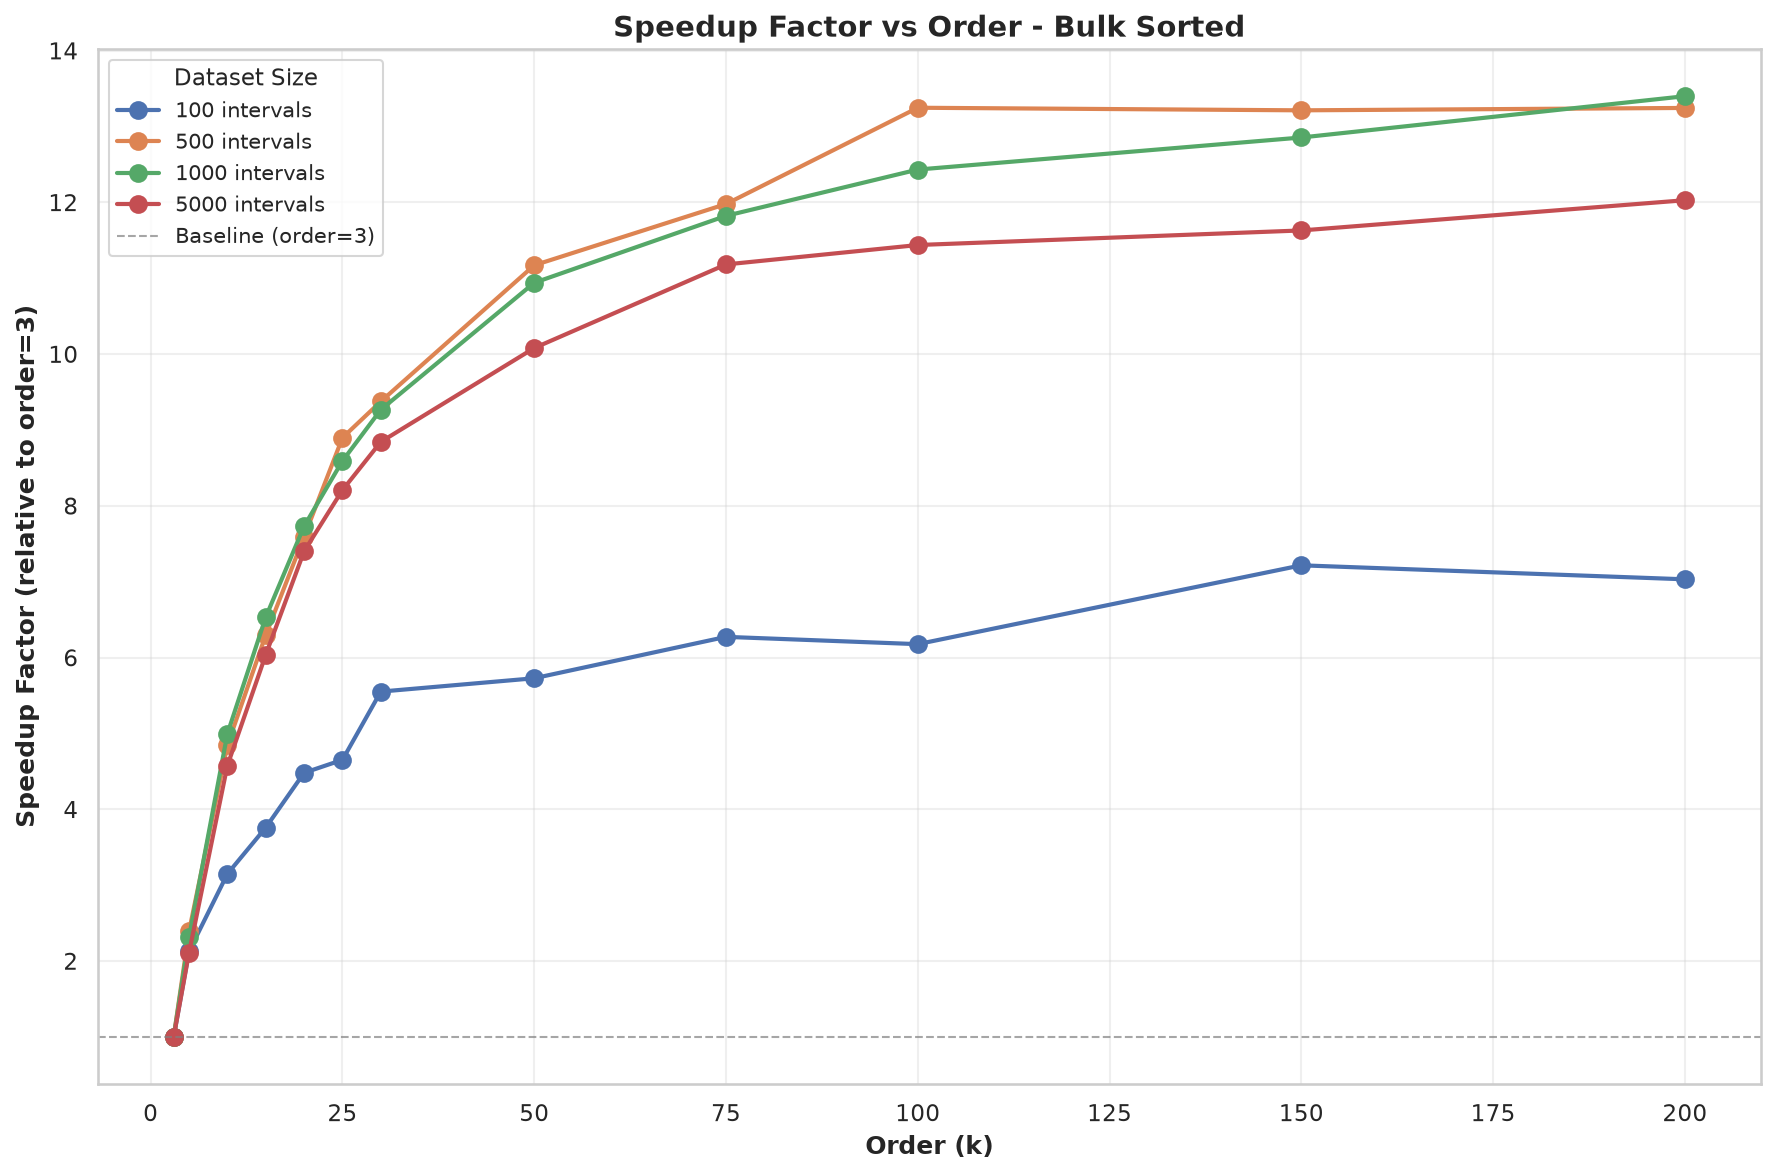 Speedup Factor vs Order - Bulk Sorted
Dataset Size
100 intervals
500 intervals
1000 intervals
5000 intervals
Baseline (order=3)
Speedup Factor (relative to order=3)
14
12
10
8
6
4
2
0 25 50 75 100 125 150 175 200
Order (k)